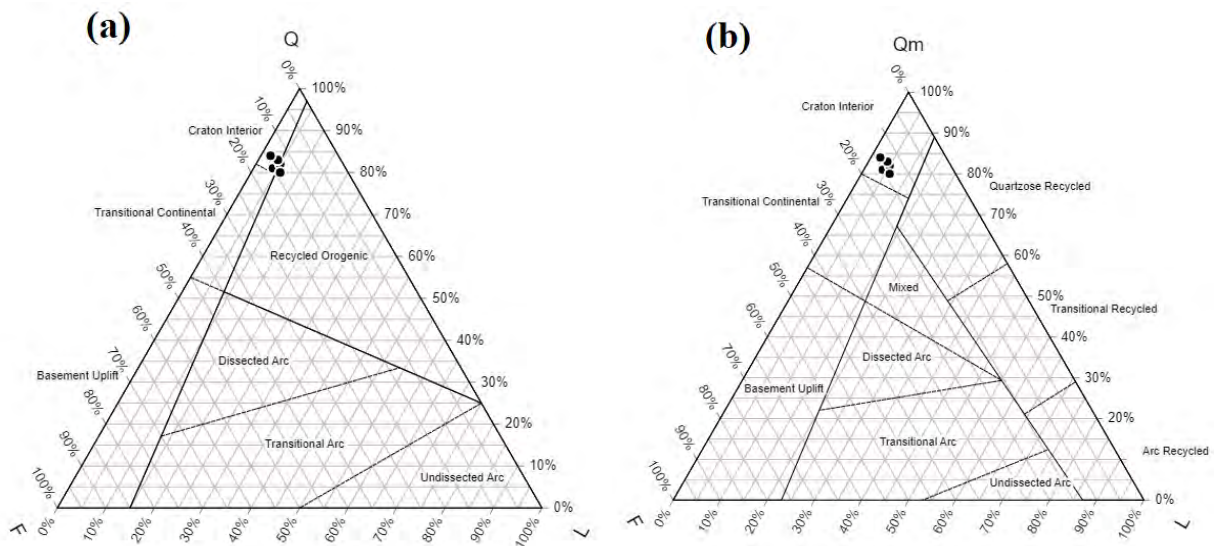 (a)
Q
0%
100%
10%
90%
Craton Interior
20%
80%
30%
Transitional Continental
70%
40%
Recycled Orogenic
60%
50%
50%
60%
40%
70%
Dissected Arc
Basement Uplift
30%
80%
20%
Transitional Arc
90%
10%
Undissected Arc
100%
0%
F
0%
10%
20%
30%
40%
50%
60%
70%
80%
90%
100%
L
(b)
Qm
0%
100%
Craton Interior
10%
90%
20%
80%
Quartzose Recycled
30%
Transitional Continental
70%
40%
60%
50%
Mixed
50%
Transitional Recycled
60%
40%
Dissected Arc
70%
Basement Uplift
30%
80%
20%
Transitional Arc
90%
10%
Arc Recycled
Undissected Arc
100%
0%
F
0%
10%
20%
30%
40%
50%
60%
70%
80%
90%
100%
L